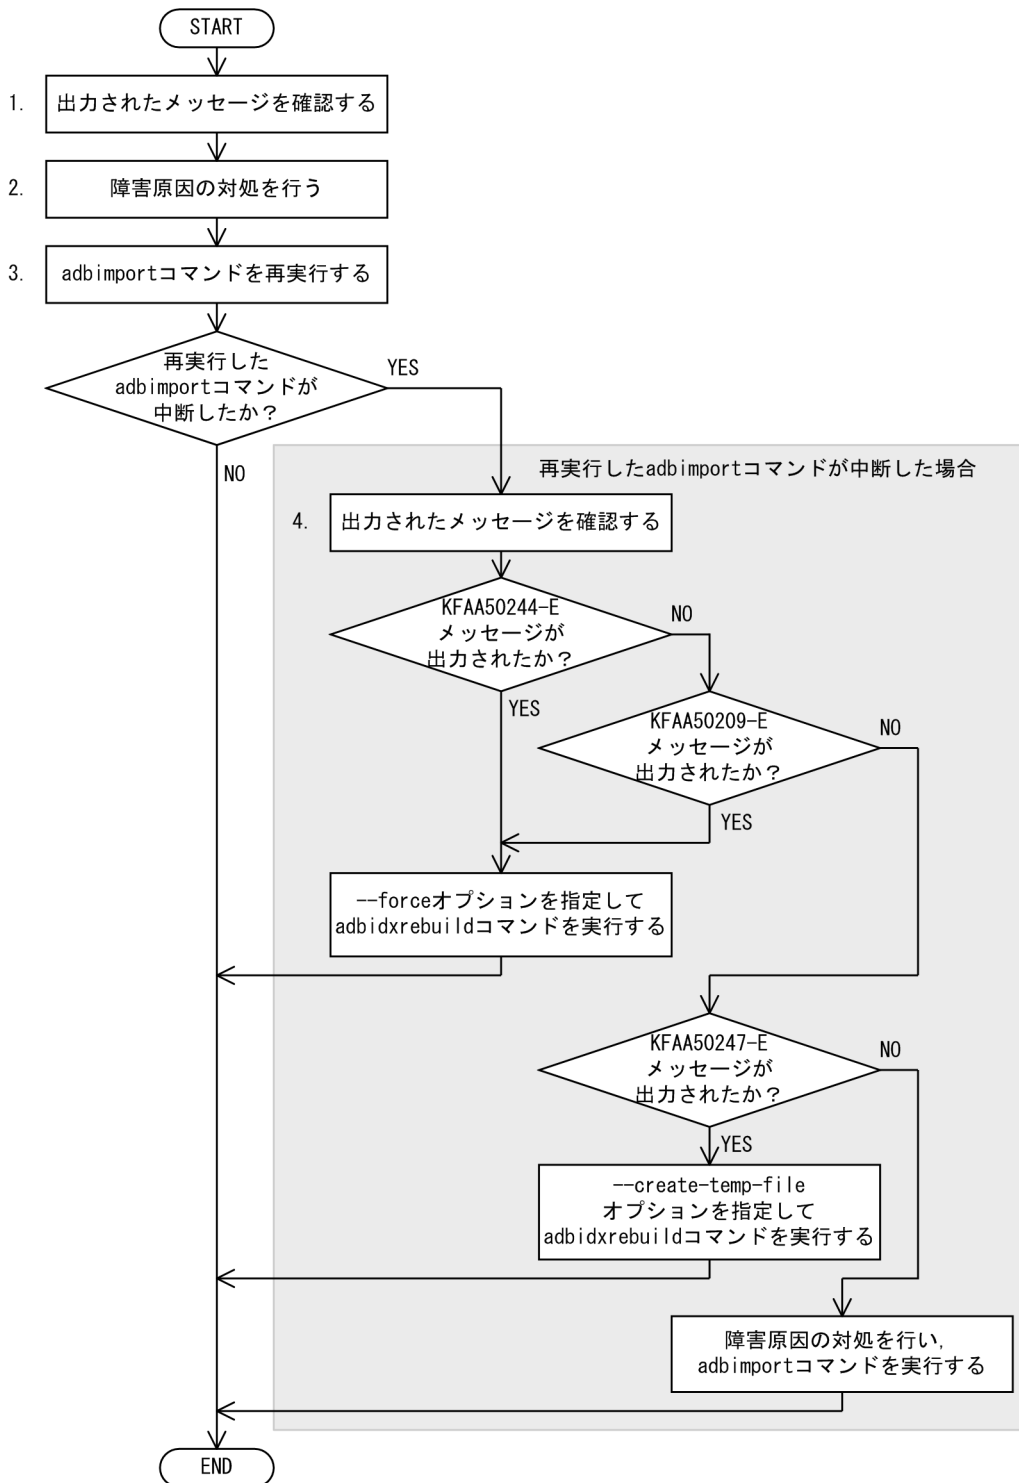 START
1. 出力されたメッセージを確認する
2. 障害原因の対処を行う
3. adbimportコマンドを再実行する
再実行した
adbimportコマンドが
中断したか？
YES
NO
再実行したadbimportコマンドが中断した場合
4. 出力されたメッセージを確認する
KFAA50244-E
メッセージが
出力されたか？
NO
YES
KFAA50209-E
メッセージが
出力されたか？
NO
YES
--forceオプションを指定して
adbidxrebuildコマンドを実行する
KFAA50247-E
メッセージが
出力されたか？
NO
YES
--create-temp-file
オプションを指定して
adbidxrebuildコマンドを実行する
障害原因の対処を行い，
adbimportコマンドを実行する
END